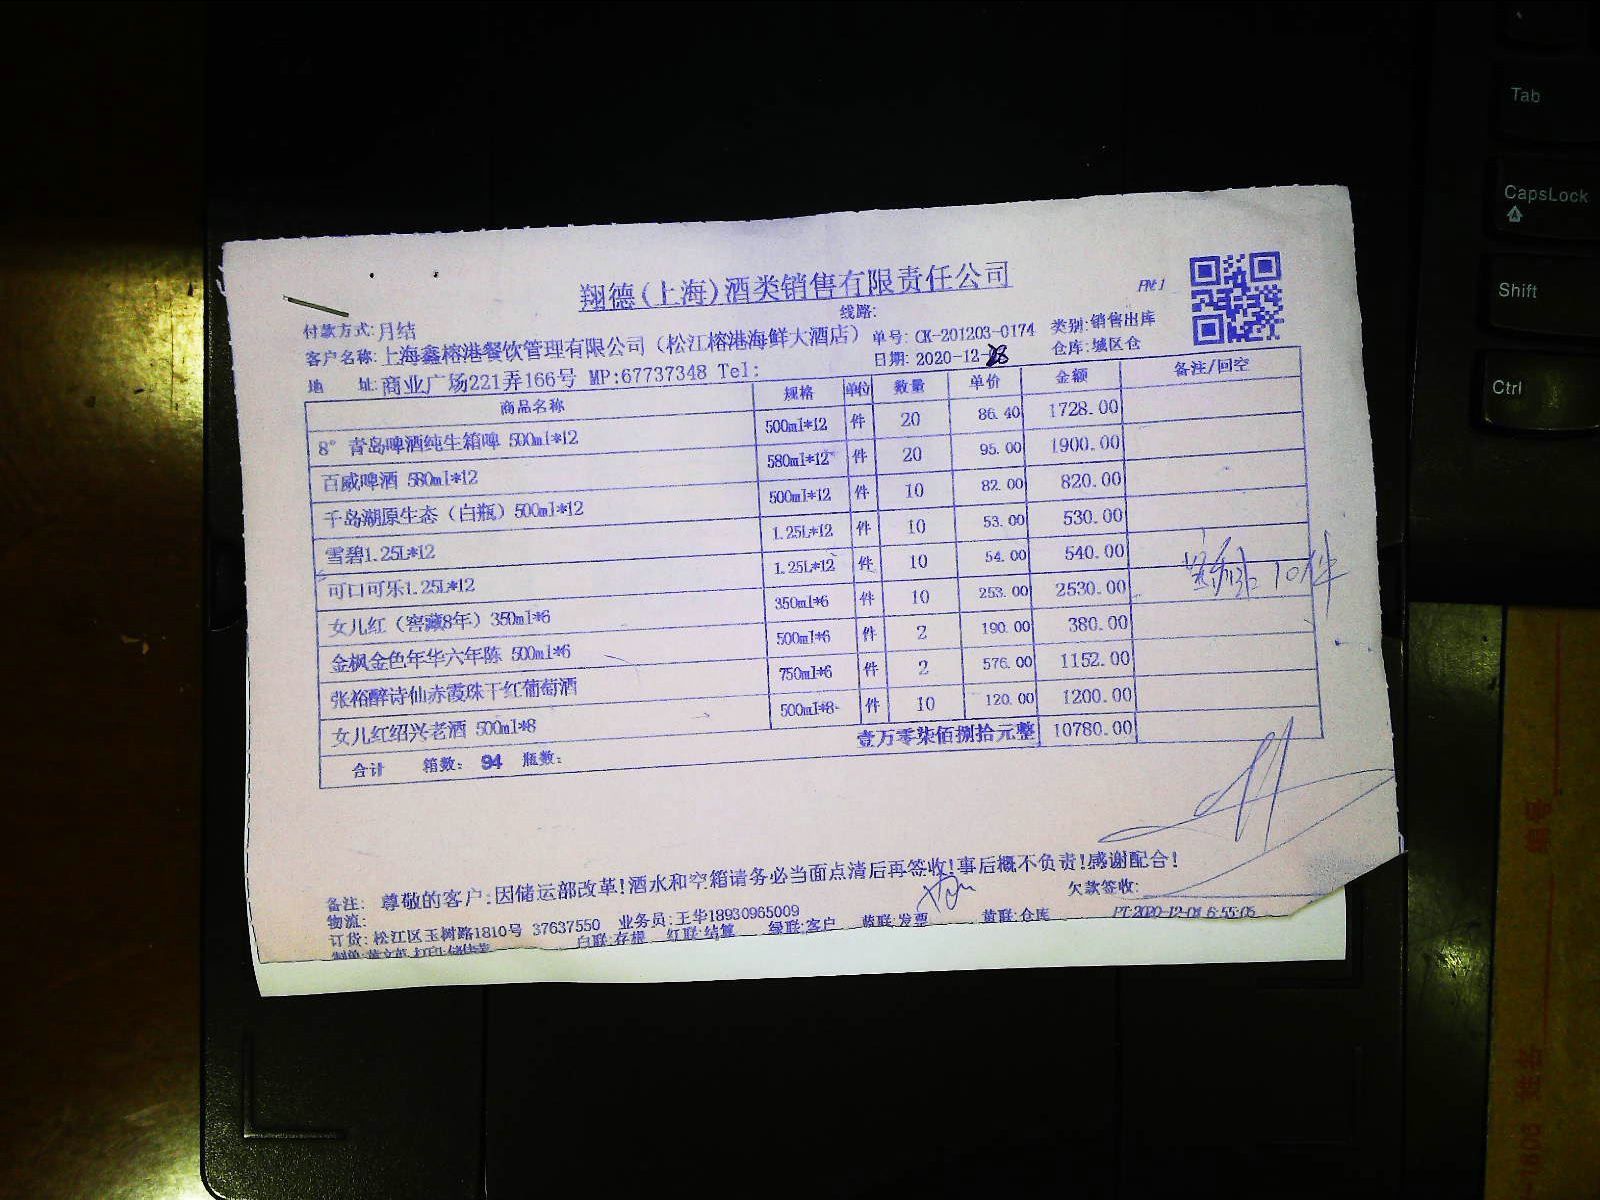 翔德(上海)酒类销售有限责任公司
线路:
付款方式:月结
客户名称:上海鑫榕港餐饮管理有限公司（松江榕港海鲜大酒店） 单号: CK-201203-0174 类别:销售出库
地 址:商业广场221弄166号 MP:67737348 Tel: 日期: 2020-12- 仓库:城区仓
商品名称 规格 单位 数量 单价 金额 备注/回空
8° 青岛啤酒纯生箱啤 500ml*12 500ml*12 件 20 86.40 1728.00
百威啤酒 580ml*12 580ml*12 件 20 95.00 1900.00
千岛湖原生态（白瓶）500ml*12 500ml*12 件 10 82.00 820.00
雪碧1.25L*12 1.25L*12 件 10 53.00 530.00
可口可乐1.25L*12 1.25L*12 件 10 54.00 540.00
女儿红（窖藏8年）350ml*6 350ml*6 件 10 253.00 2530.00
10件
金枫金色年华六年陈 500ml*6 500ml*6 件 2 190.00 380.00
张裕醉诗仙赤霞珠干红葡萄酒 750ml*6 件 2 576.00 1152.00
女儿红绍兴老酒 500ml*8 500ml*8 件 10 120.00 1200.00
合计 箱数: 94 瓶数: 壹万零柒佰捌拾元整 10780.00
备注: 尊敬的客户:因储运部改革!酒水和空箱请务必当面点清后再签收!事后概不负责!感谢配合!
物流: 欠款签收:
订货: 松江区玉树路1810号 37637550 业务员:王华18930965009
白联:存根 红联:结算 绿联:客户 蓝联:发票 黄联:仓库
Tab
CapsLock
Shift
Ctrl
编号
姓名